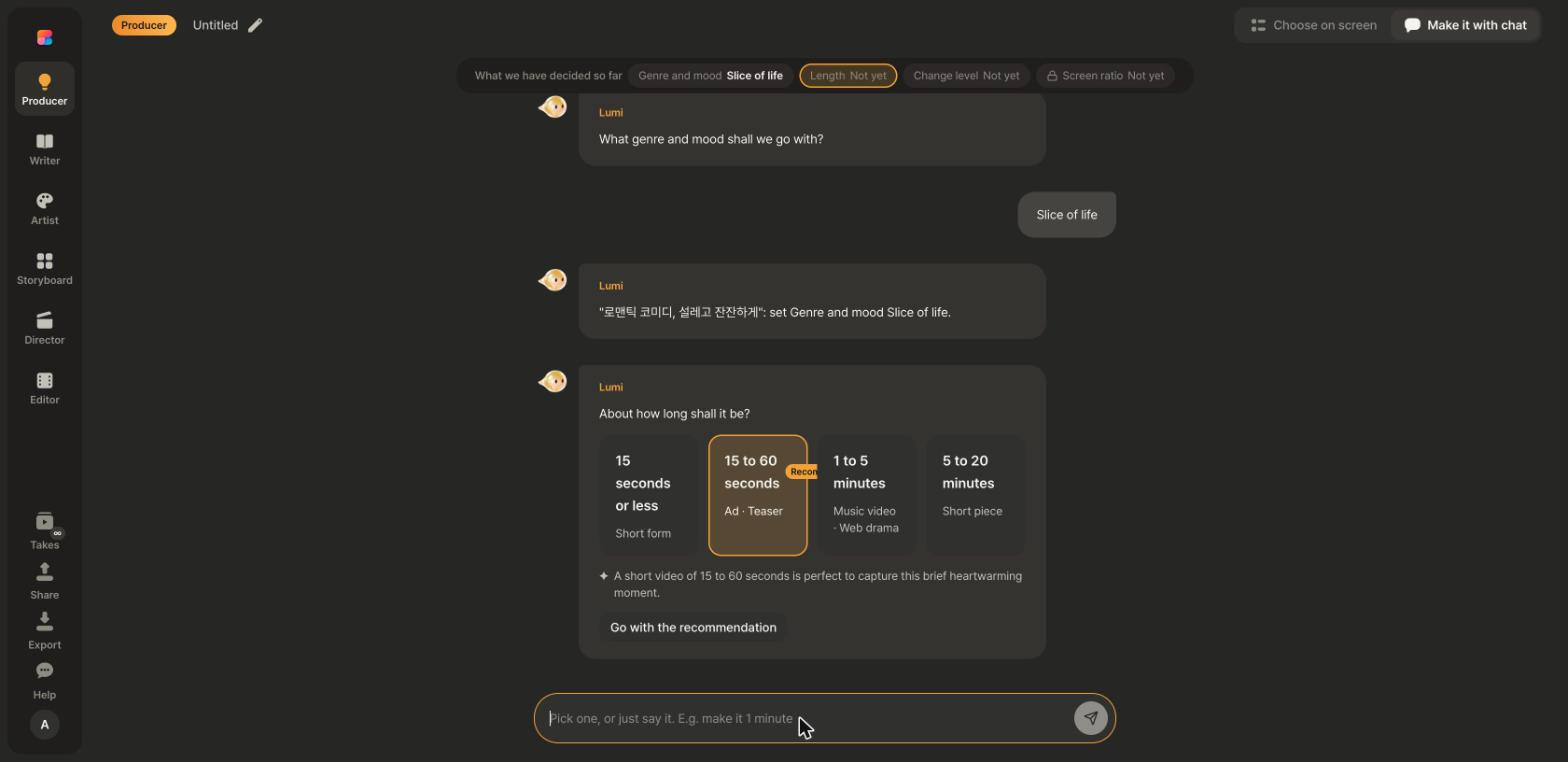 Producer
Untitled
Choose on screen
Make it with chat
What we have decided so far
Genre and mood Slice of life
Length Not yet
Change level Not yet
Screen ratio Not yet
Producer
Writer
Artist
Storyboard
Director
Editor
Takes
Share
Export
Help
A
Lumi
What genre and mood shall we go with?
Slice of life
Lumi
"로맨틱 코미디, 설레고 잔잔하게": set Genre and mood Slice of life.
Lumi
About how long shall it be?
15
seconds
or less
Short form
15 to 60
seconds
Recon
Ad · Teaser
1 to 5
minutes
Music video
· Web drama
5 to 20
minutes
Short piece
A short video of 15 to 60 seconds is perfect to capture this brief heartwarming
moment.
Go with the recommendation
Pick one, or just say it. E.g. make it 1 minute